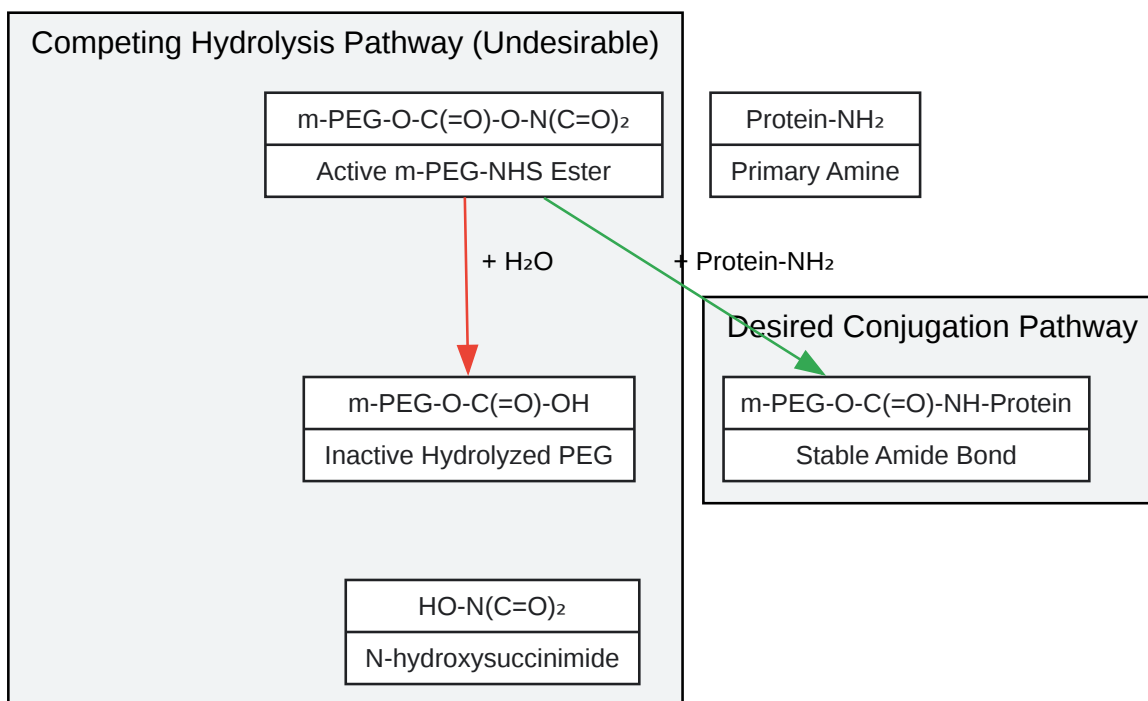 Competing Hydrolysis Pathway (Undesirable)
m-PEG-O-C(=O)-O-N(C=O)₂
Active m-PEG-NHS Ester
Protein-NH₂
Primary Amine
+ H₂O
+ Protein-NH₂
Desired Conjugation Pathway
m-PEG-O-C(=O)-OH
Inactive Hydrolyzed PEG
m-PEG-O-C(=O)-NH-Protein
Stable Amide Bond
HO-N(C=O)₂
N-hydroxysuccinimide